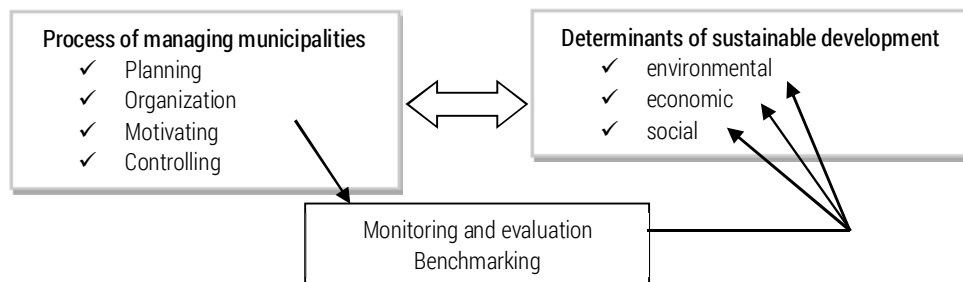 Process of managing municipalities
✓ Planning
✓ Organization
✓ Motivating
✓ Controlling
Determinants of sustainable development
✓ environmental
✓ economic
✓ social
Monitoring and evaluation
Benchmarking